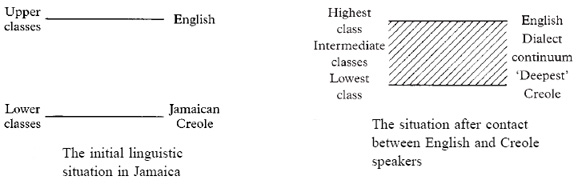 Upper
classes
English
Lower
classes
Jamaican
Creole
The initial linguistic
situation in Jamaica
Highest
class
Intermediate
classes
Lowest
class
English
Dialect
continuum
'Deepest'
Creole
The situation after contact
between English and Creole
speakers